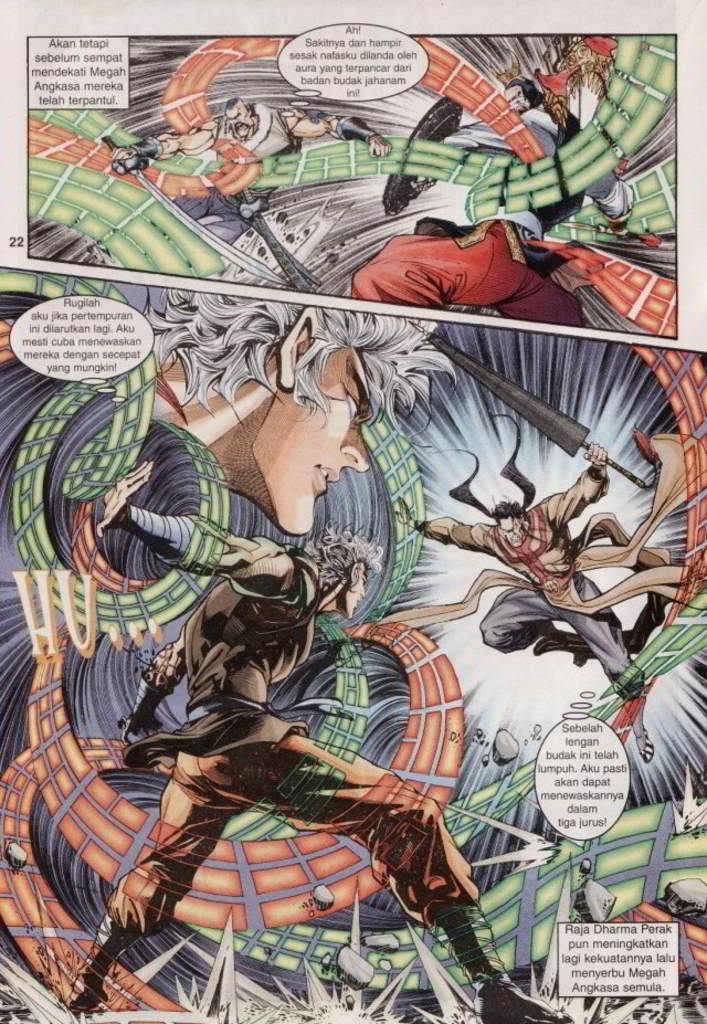 Akan tetapi
sebelum sempat
mendekati Megah
Angkasa mereka
telah terpantul.
Ah!
Sakitnya dan hampir
sesak nafasku dilanda oleh
aura yang terpancar dari
badan budak jahanam
ini!
22
Rugilah
aku jika pertempuran
ini dilarutkan lagi. Aku
mesti cuba menewaskan
mereka dengan secepat
yang mungkin!
HU...
Sebelah
lengan
budak ini telah
lumpuh. Aku pasti
akan dapat
menewaskannya
dalam
tiga jurus!
Raja Dharma Perak
pun meningkatkan
lagi kekuatannya lalu
menyerbu Megah
Angkasa semula.